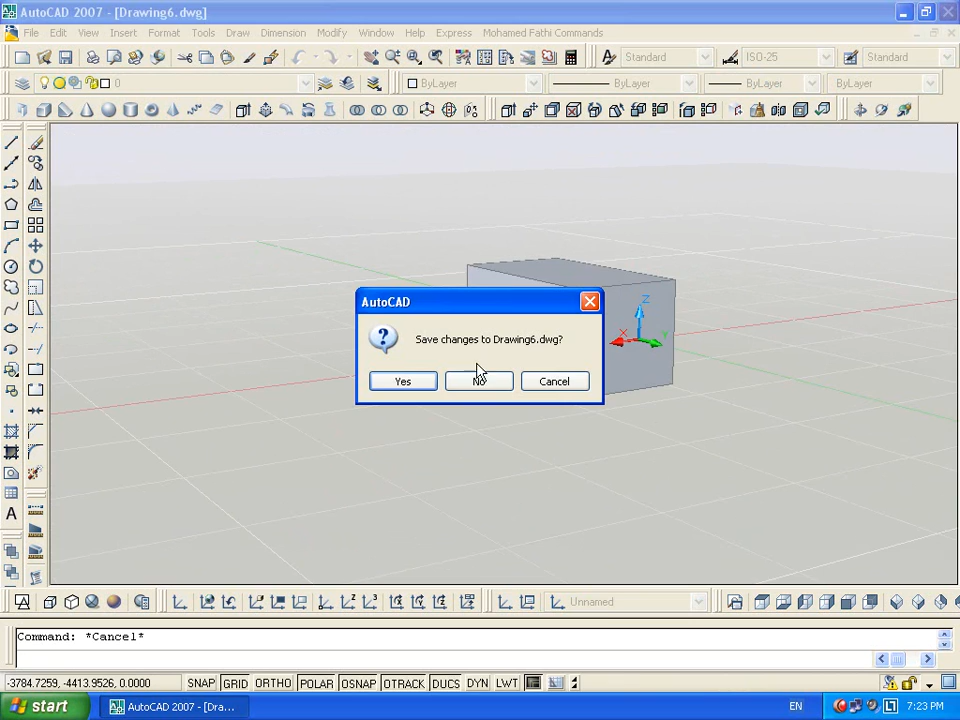 AutoCAD 2007 - [Drawing6.dwg]
File Edit View Insert Format Tools Draw Dimension Modify Window Help Express Mohamed Fathi Commands
Standard ISO-25 Standard
0 ByLayer ByLayer ByLayer ByLayer
AutoCAD
Save changes to Drawing6.dwg?
Yes No Cancel
Z
X Y
A
Unnamed
Command: *Cancel*
-3784.7259, -4413.9526, 0.0000 SNAP GRID ORTHO POLAR OSNAP OTRACK DUCS DYN LWT
start AutoCAD 2007 - [Dra... EN 7:23 PM